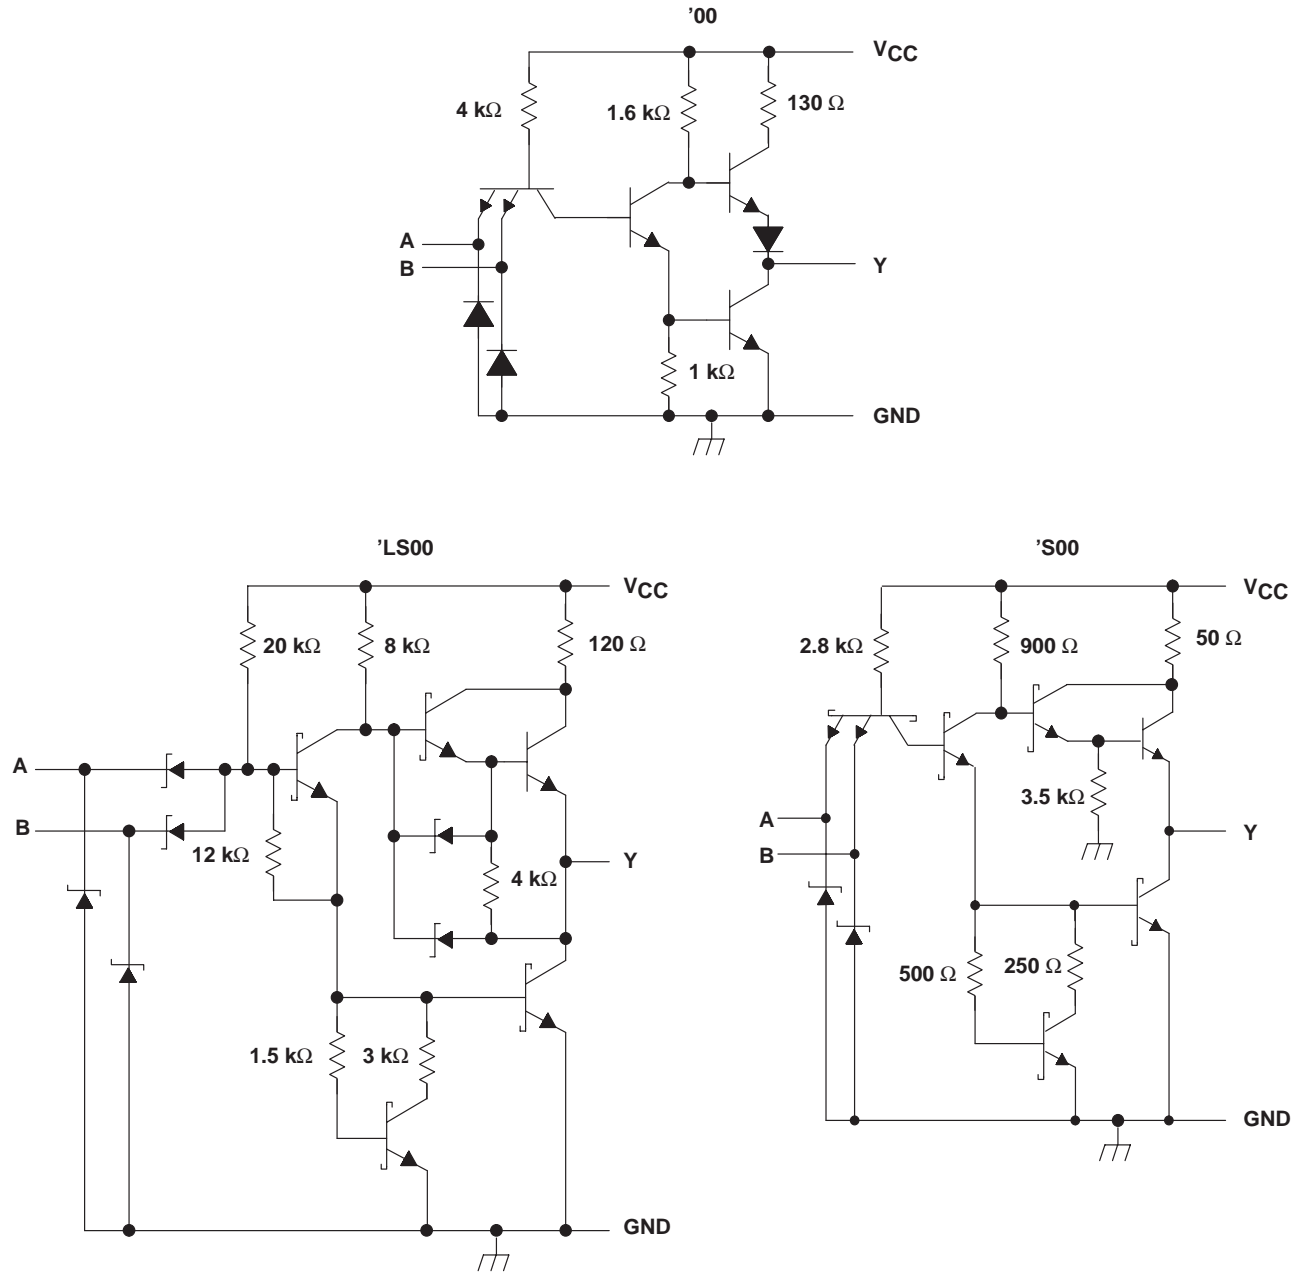 ’00
VCC
4 kΩ
1.6 kΩ
130 Ω
A
B
Y
1 kΩ
GND
’LS00
VCC
20 kΩ
8 kΩ
120 Ω
A
B
12 kΩ
Y
4 kΩ
1.5 kΩ
3 kΩ
GND
’S00
VCC
2.8 kΩ
900 Ω
50 Ω
3.5 kΩ
A
B
Y
500 Ω
250 Ω
GND